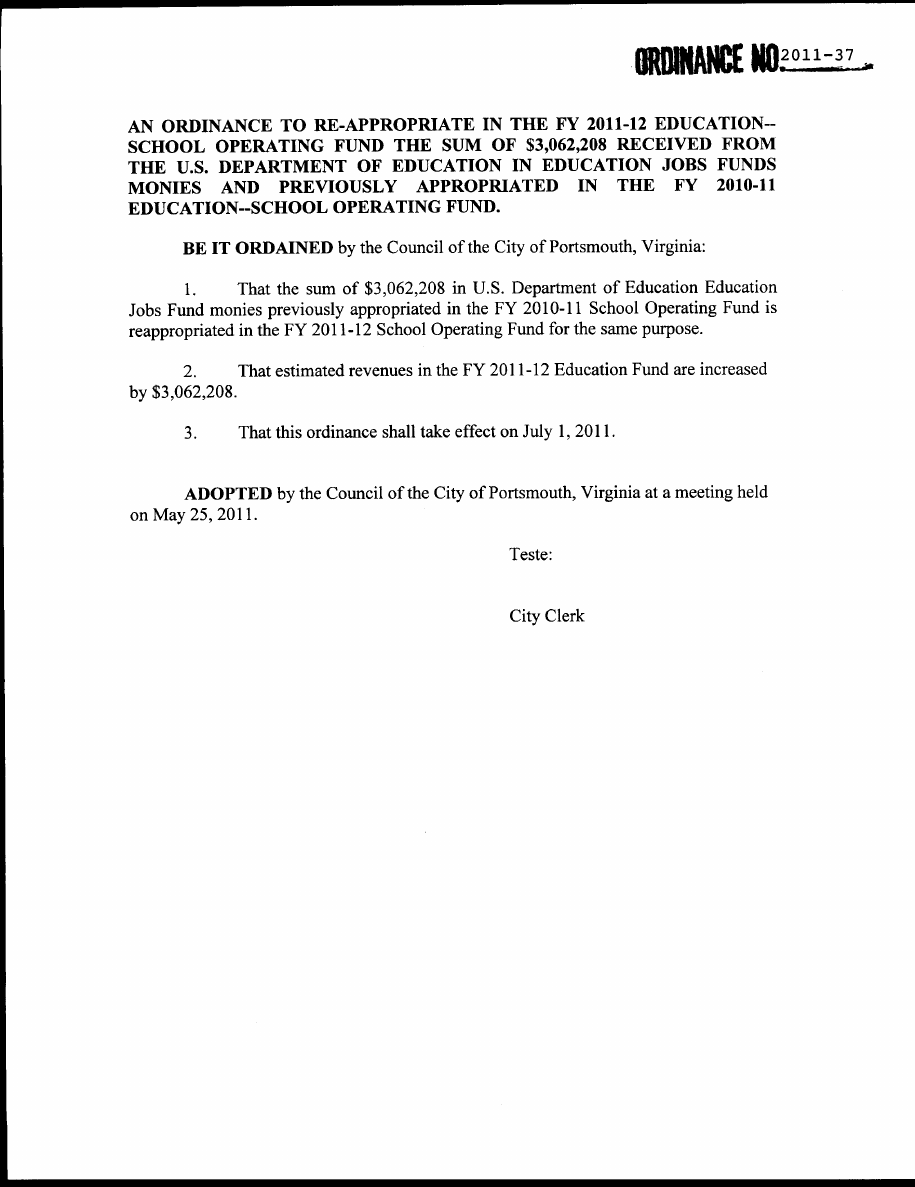 ORDINANCE NO. 2011-37
AN ORDINANCE TO RE-APPROPRIATE IN THE FY 2011-12 EDUCATION--
SCHOOL OPERATING FUND THE SUM OF $3,062,208 RECEIVED FROM
THE U.S. DEPARTMENT OF EDUCATION IN EDUCATION JOBS FUNDS
MONIES AND PREVIOUSLY APPROPRIATED IN THE FY 2010-11
EDUCATION--SCHOOL OPERATING FUND.
BE IT ORDAINED by the Council of the City of Portsmouth, Virginia:
1. That the sum of $3,062,208 in U.S. Department of Education Education
Jobs Fund monies previously appropriated in the FY 2010-11 School Operating Fund is
reappropriated in the FY 2011-12 School Operating Fund for the same purpose.
2. That estimated revenues in the FY 2011-12 Education Fund are increased
by $3,062,208.
3. That this ordinance shall take effect on July 1, 2011.
ADOPTED by the Council of the City of Portsmouth, Virginia at a meeting held
on May 25, 2011.
Teste:
City Clerk